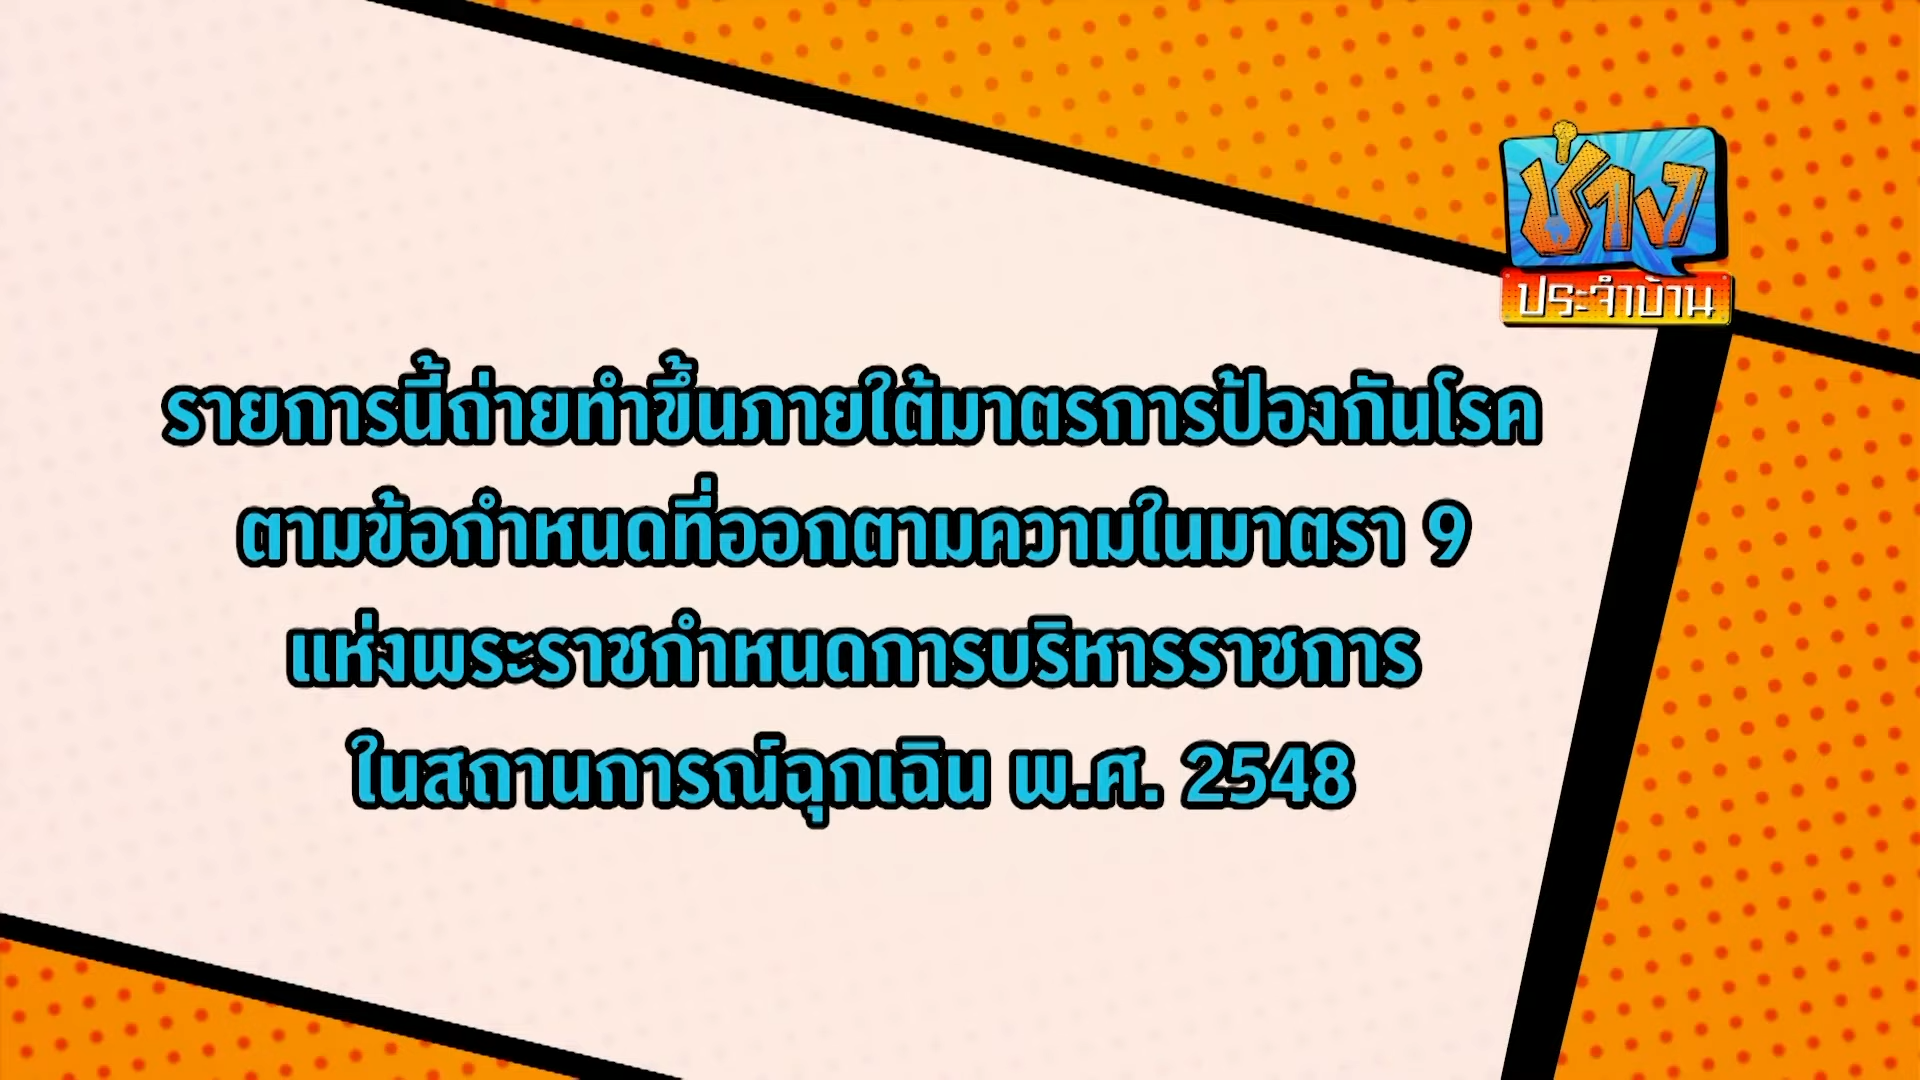 ช่าง
ประจำบ้าน
รายการนี้ถ่ายทำขึ้นภายใต้มาตรการป้องกันโรค
ตามข้อกำหนดที่ออกตามความในมาตรา 9
แห่งพระราชกำหนดการบริหารราชการ
ในสถานการณ์ฉุกเฉิน พ.ศ. 2548